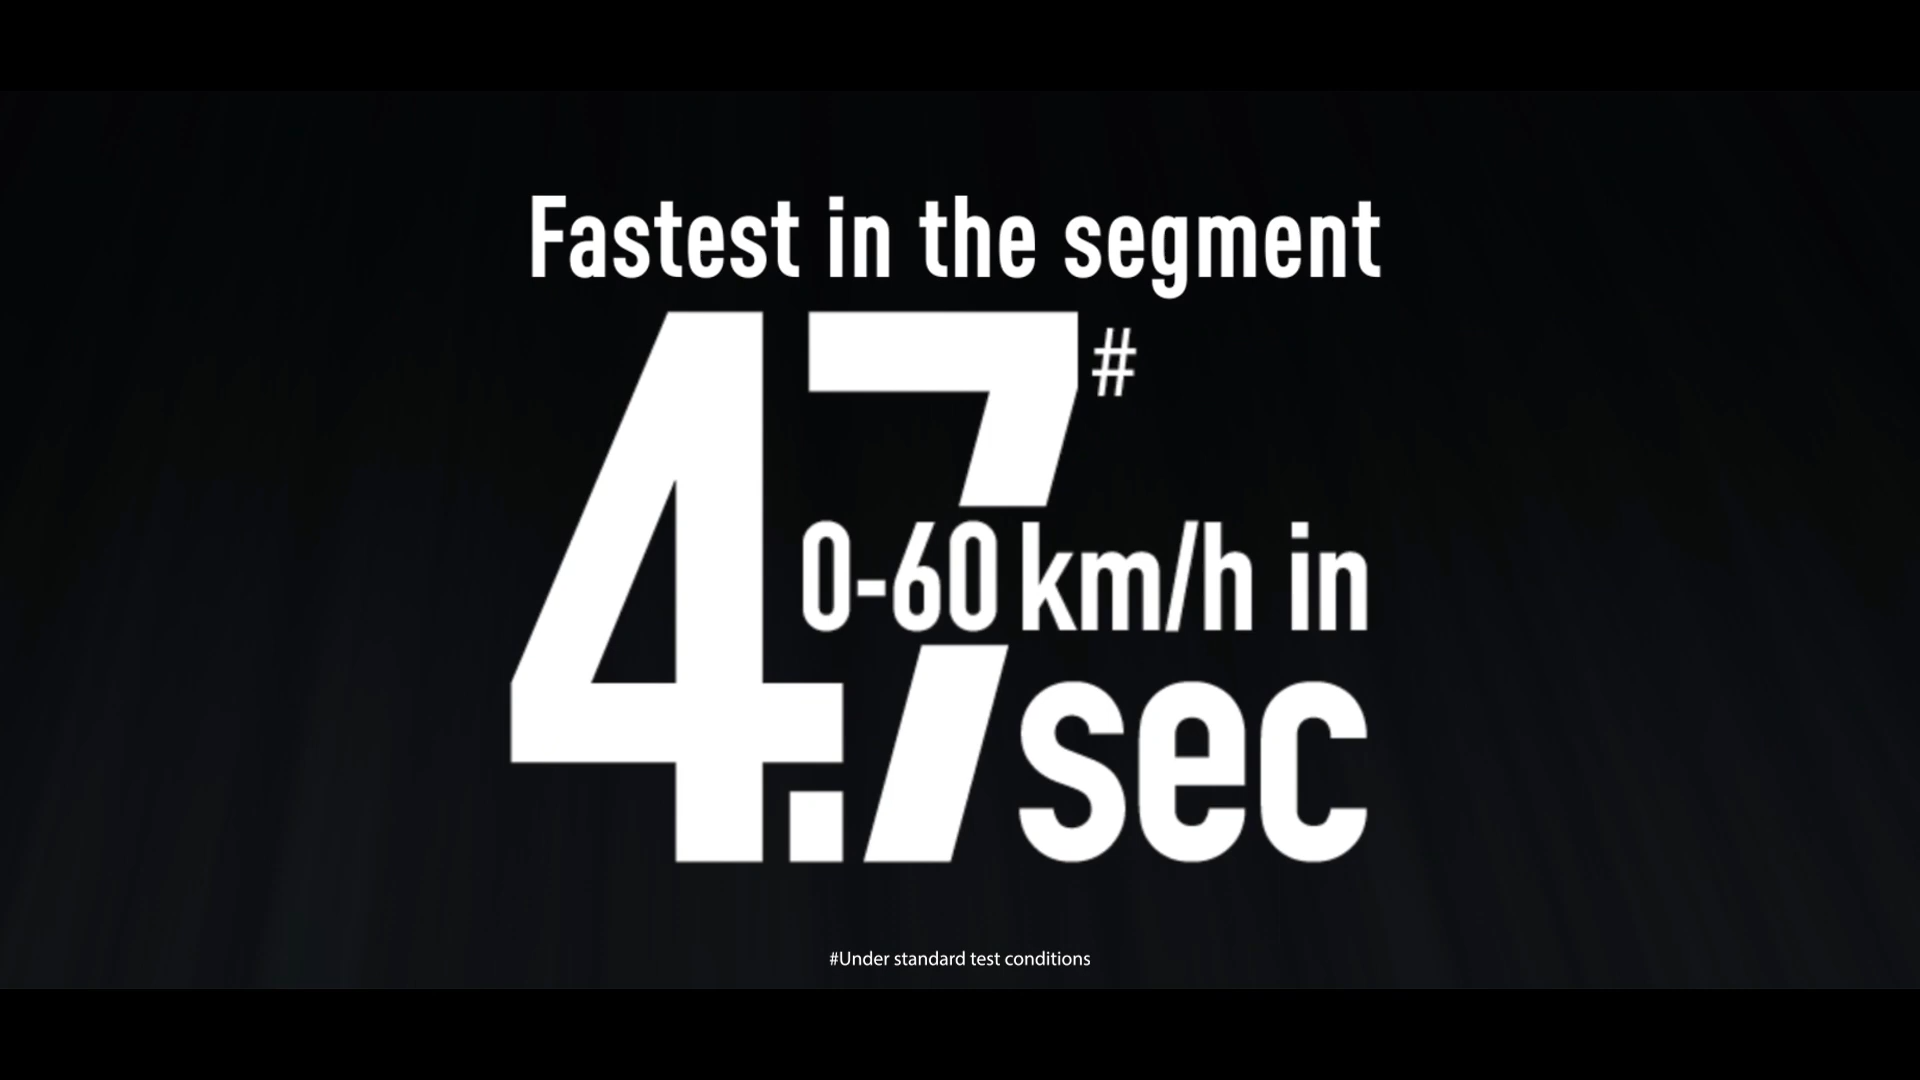 Fastest in the segment
4.7#
0-60 km/h in
sec
#Under standard test conditions